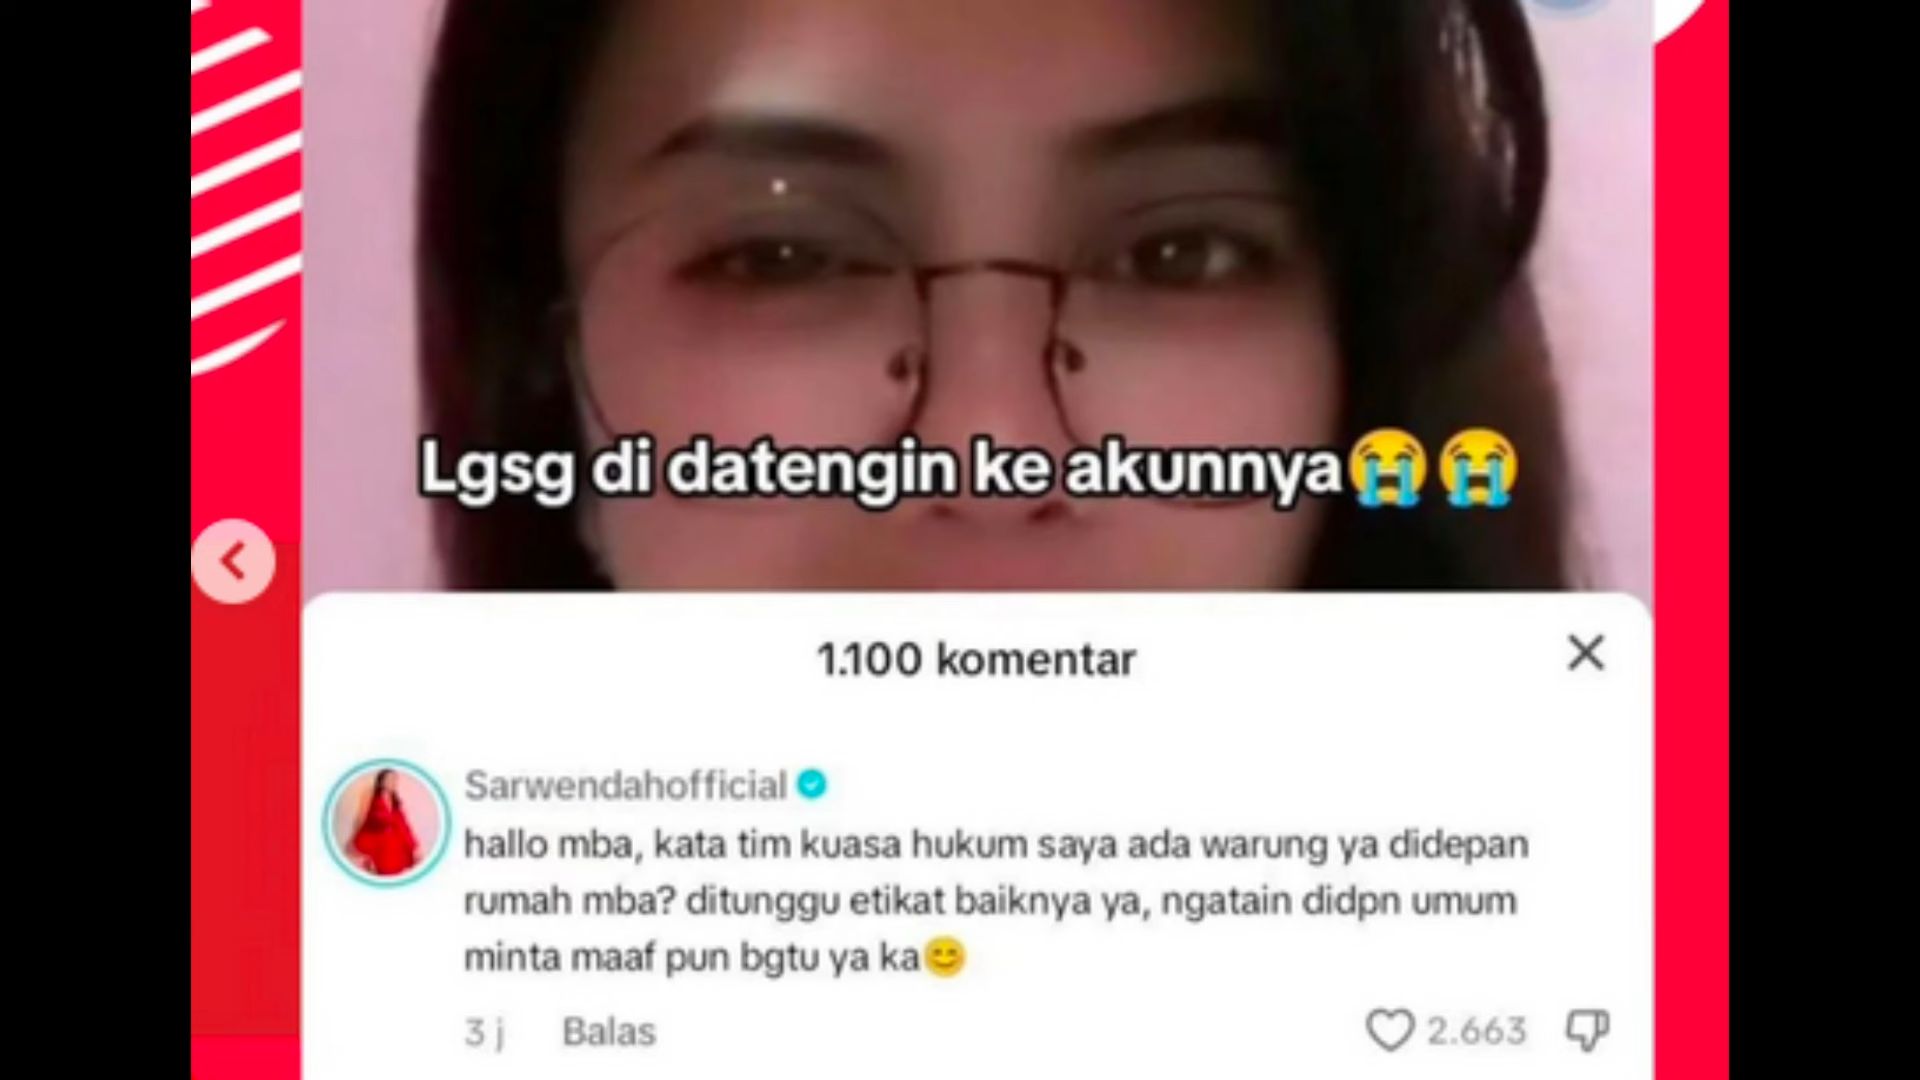 Lgsg di datengin ke akunnya😭😭
1.100 komentar
Sarwendahofficial
hallo mba, kata tim kuasa hukum saya ada warung ya didepan
rumah mba? ditunggu etikat baiknya ya, ngatain didpn umum
minta maaf pun bgtu ya ka😊
3 j Balas 2.663